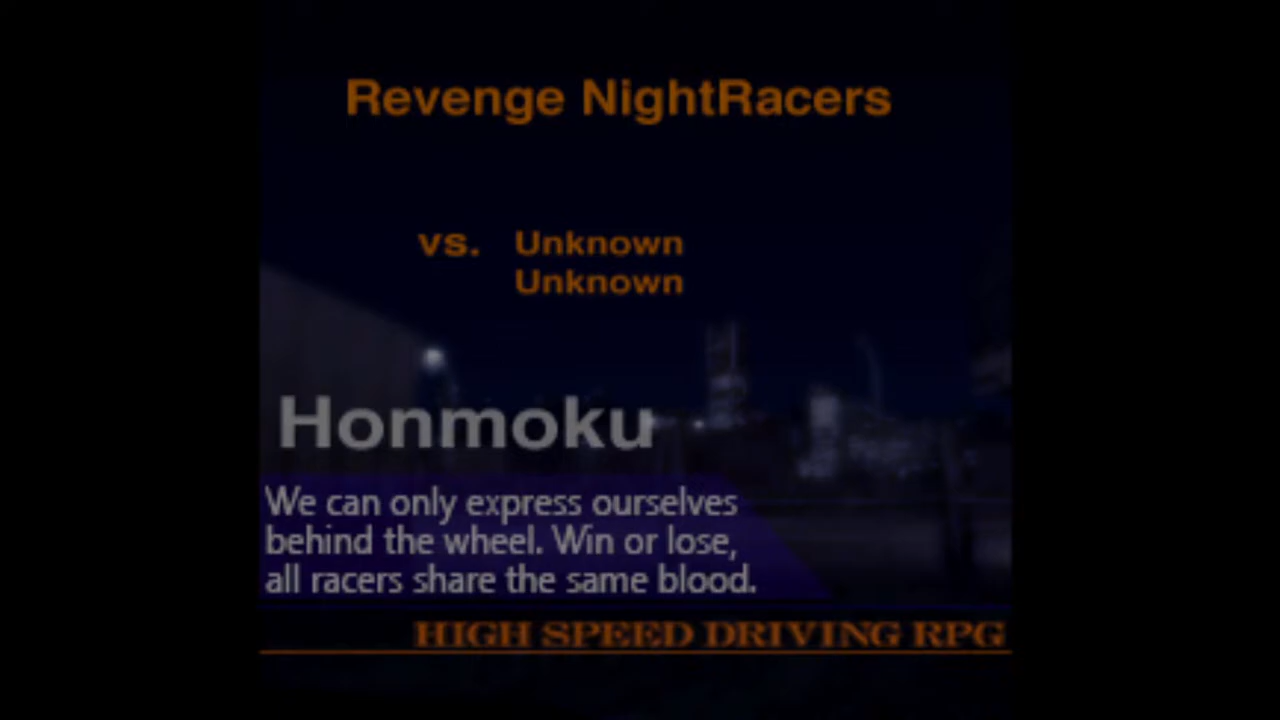 Revenge NightRacers
vs. Unknown
Unknown
Honmoku
We can only express ourselves
behind the wheel. Win or lose,
all racers share the same blood.
HIGH SPEED DRIVING RPG